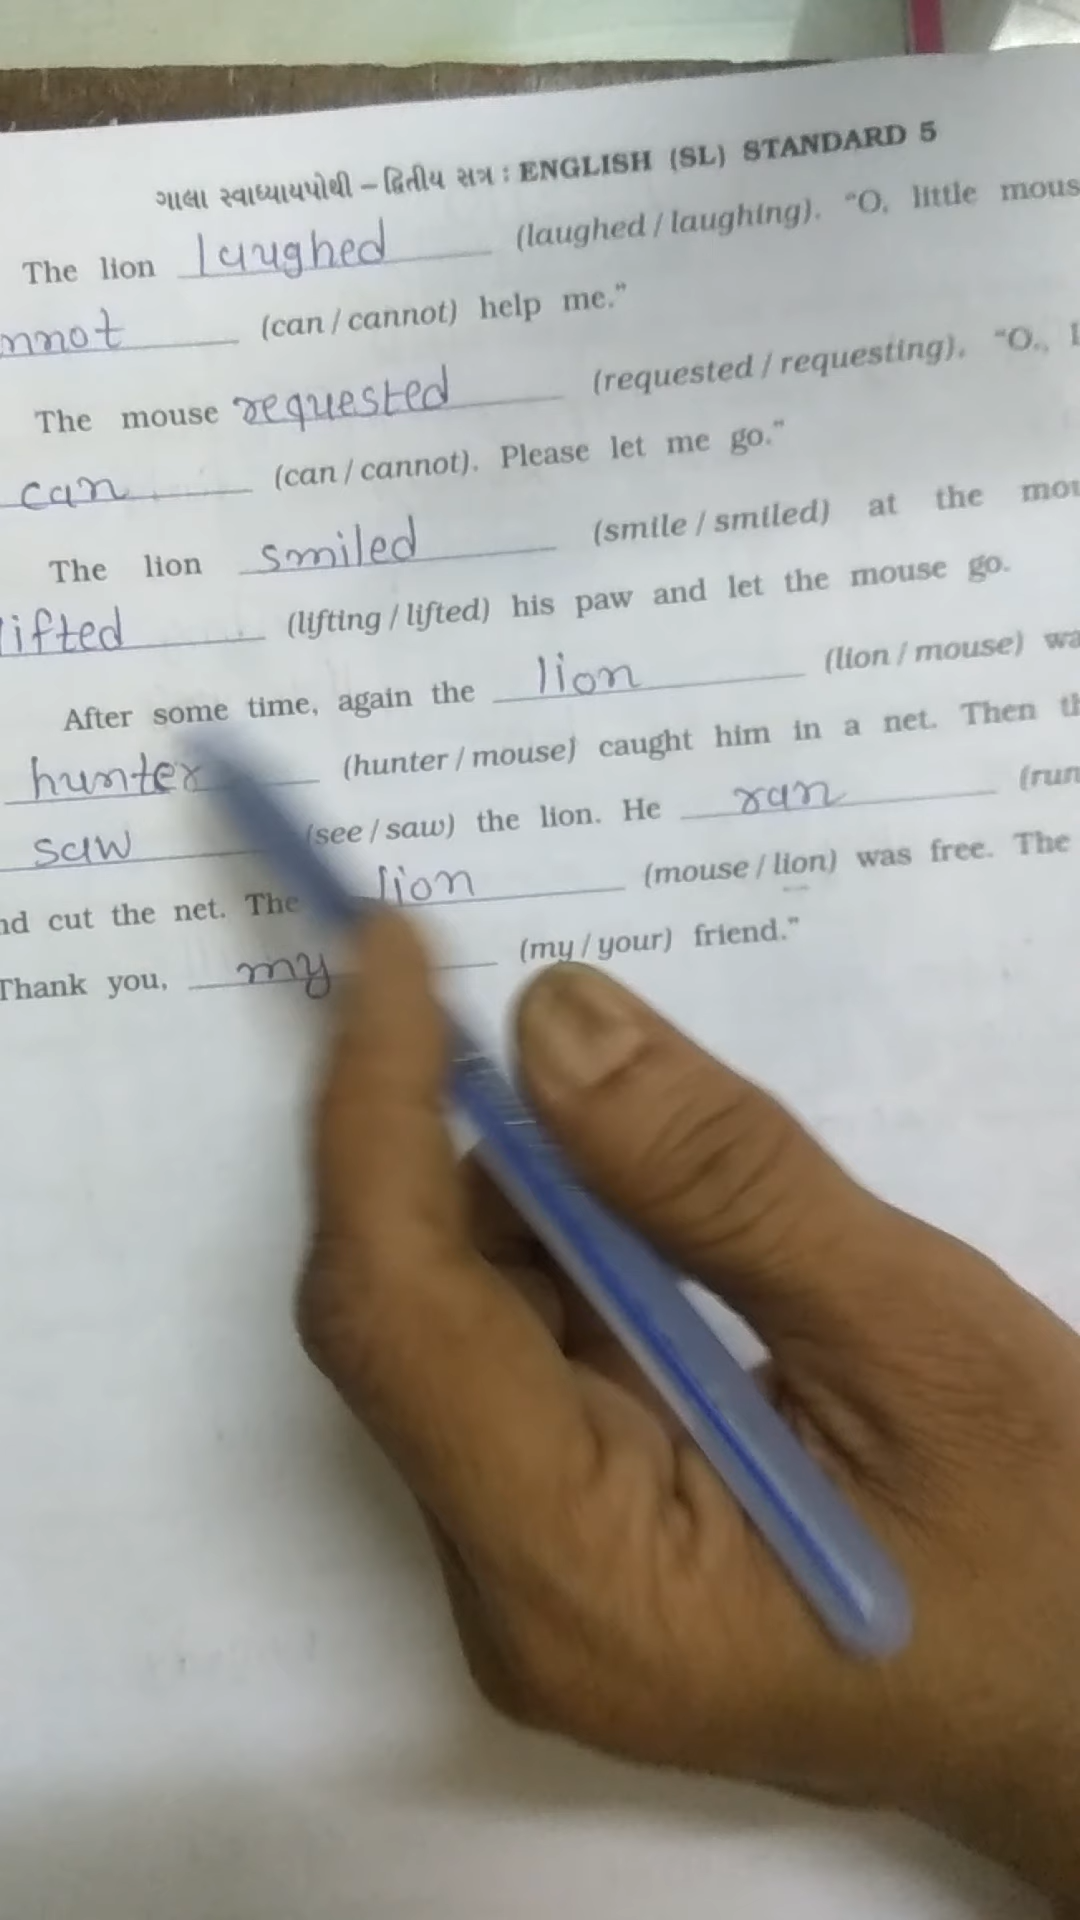 ગાલા સ્વાધ્યાયપોથી – દ્વિતીય સત્ર : ENGLISH (SL) STANDARD 5
The lion laughed (laughed / laughing). "O, little mous
nnot (can / cannot) help me."
The mouse requested (requested / requesting), "O.,
can (can / cannot). Please let me go."
The lion smiled (smile / smiled) at the mou
lifted (lifting / lifted) his paw and let the mouse go.
After some time, again the lion (lion / mouse) wa
hunter (hunter / mouse) caught him in a net. Then th
saw (see / saw) the lion. He ran (run
nd cut the net. The lion (mouse / lion) was free. The
Thank you, my (my / your) friend."